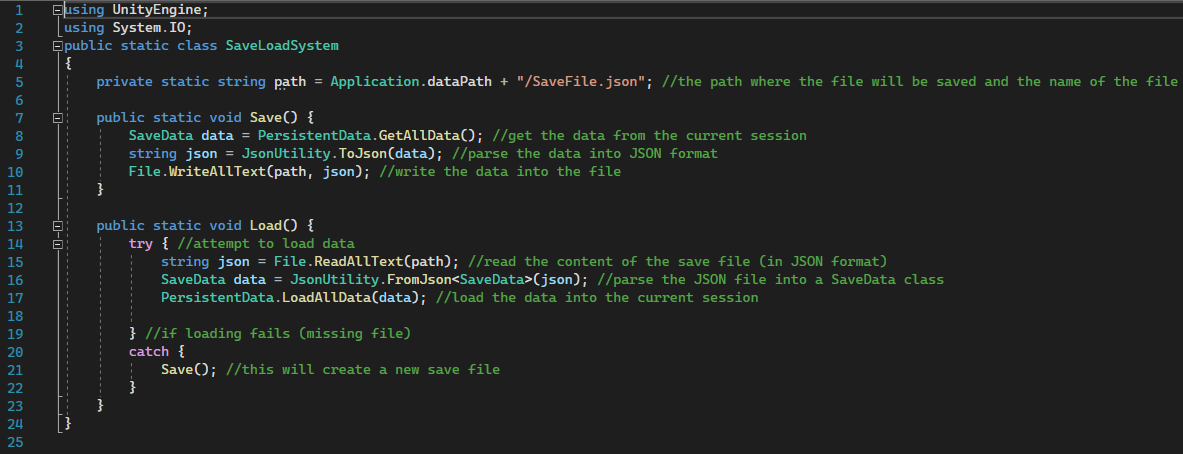 1 using UnityEngine;
2 using System.IO;
3 public static class SaveLoadSystem
4 {
5 private static string path = Application.dataPath + "/SaveFile.json"; //the path where the file will be saved and the name of the file
6
7 public static void Save() {
8 SaveData data = PersistentData.GetAllData(); //get the data from the current session
9 string json = JsonUtility.ToJson(data); //parse the data into JSON format
10 File.WriteAllText(path, json); //write the data into the file
11 }
12
13 public static void Load() {
14 try { //attempt to load data
15 string json = File.ReadAllText(path); //read the content of the save file (in JSON format)
16 SaveData data = JsonUtility.FromJson<SaveData>(json); //parse the JSON file into a SaveData class
17 PersistentData.LoadAllData(data); //load the data into the current session
18
19 } //if loading fails (missing file)
20 catch {
21 Save(); //this will create a new save file
22 }
23 }
24 }
25